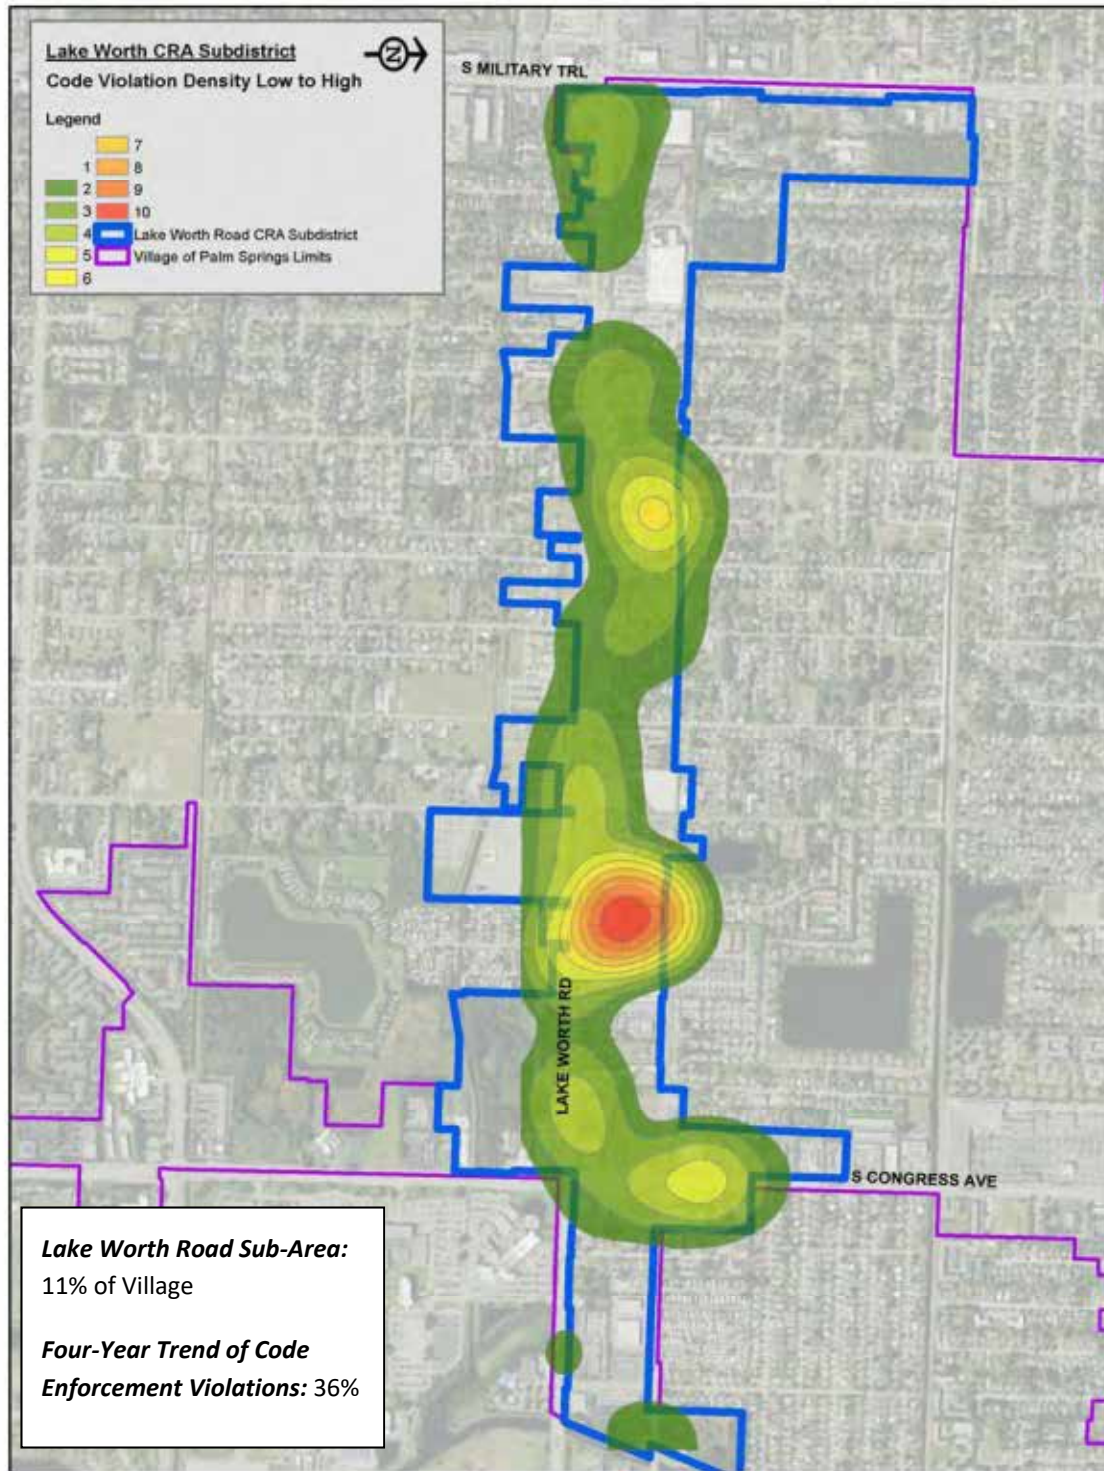 Lake Worth CRA Subdistrict
N
Code Violation Density Low to High
Legend
7
1 8
2 9
3 10
4 Lake Worth Road CRA Subdistrict
5 Village of Palm Springs Limits
6
S MILITARY TRL
LAKE WORTH RD
S CONGRESS AVE
Lake Worth Road Sub-Area:
11% of Village
Four-Year Trend of Code
Enforcement Violations: 36%